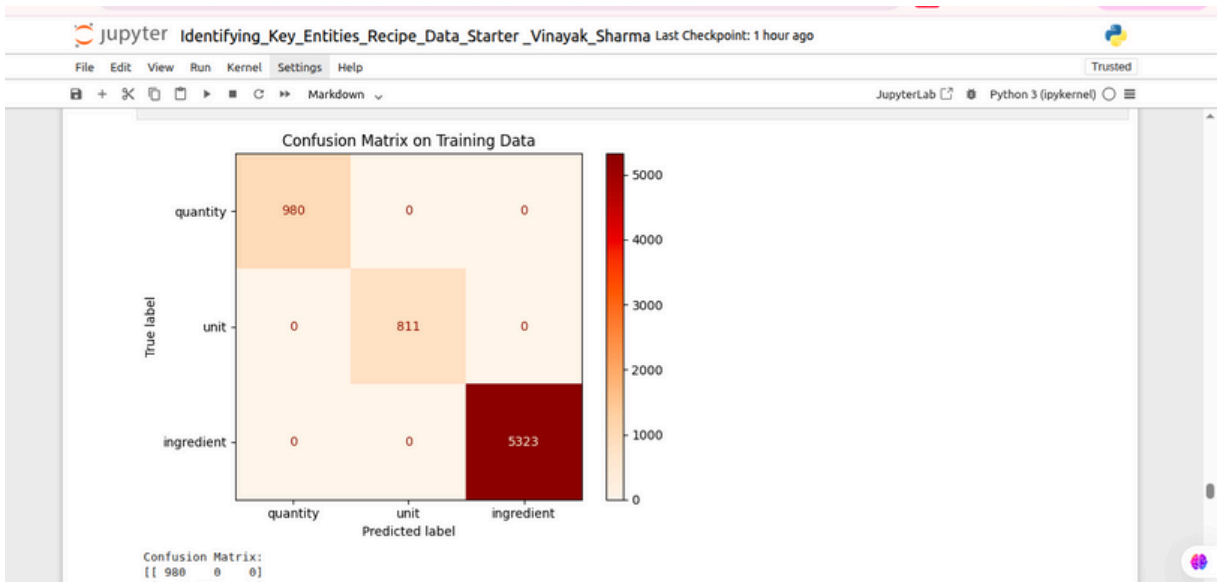 jupyter Identifying_Key_Entities_Recipe_Data_Starter _Vinayak_Sharma Last Checkpoint: 1 hour ago
File Edit View Run Kernel Settings Help Trusted
Markdown JupyterLab Python 3 (ipykernel)
Confusion Matrix on Training Data
5000
quantity 980 0 0
4000
3000
True label
unit 0 811 0
2000
ingredient 0 0 5323
1000
0
quantity unit ingredient
Predicted label
Confusion Matrix:
[[ 980 0 0]